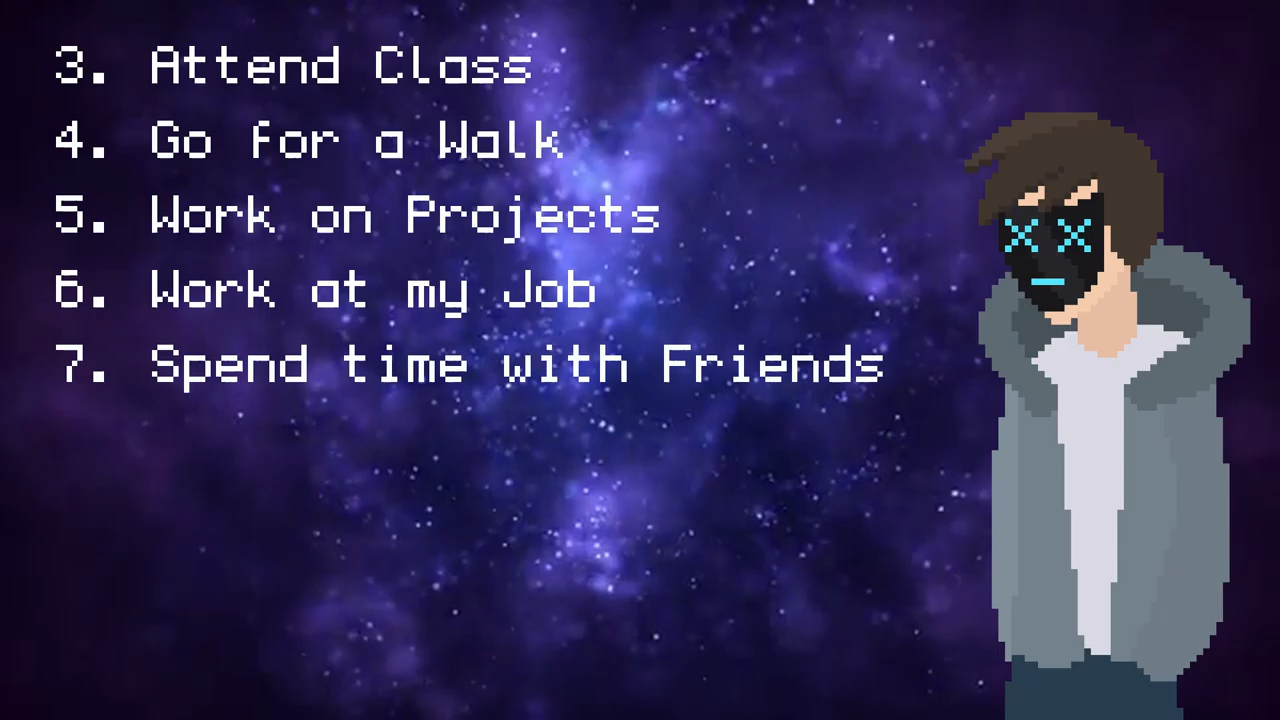 3. Attend Class
4. Go for a Walk
5. Work on Projects
6. Work at my Job
7. Spend time with Friends